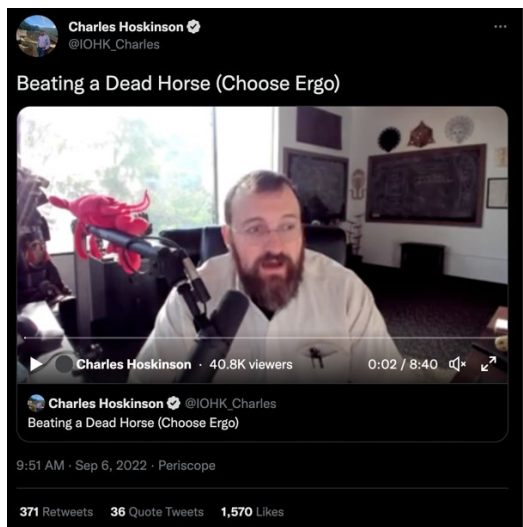 Charles Hoskinson
@IOHK_Charles
Beating a Dead Horse (Choose Ergo)
Charles Hoskinson · 40.8K viewers
0:02 / 8:40
Charles Hoskinson @IOHK_Charles
Beating a Dead Horse (Choose Ergo)
9:51 AM · Sep 6, 2022 · Periscope
371 Retweets 36 Quote Tweets 1,570 Likes